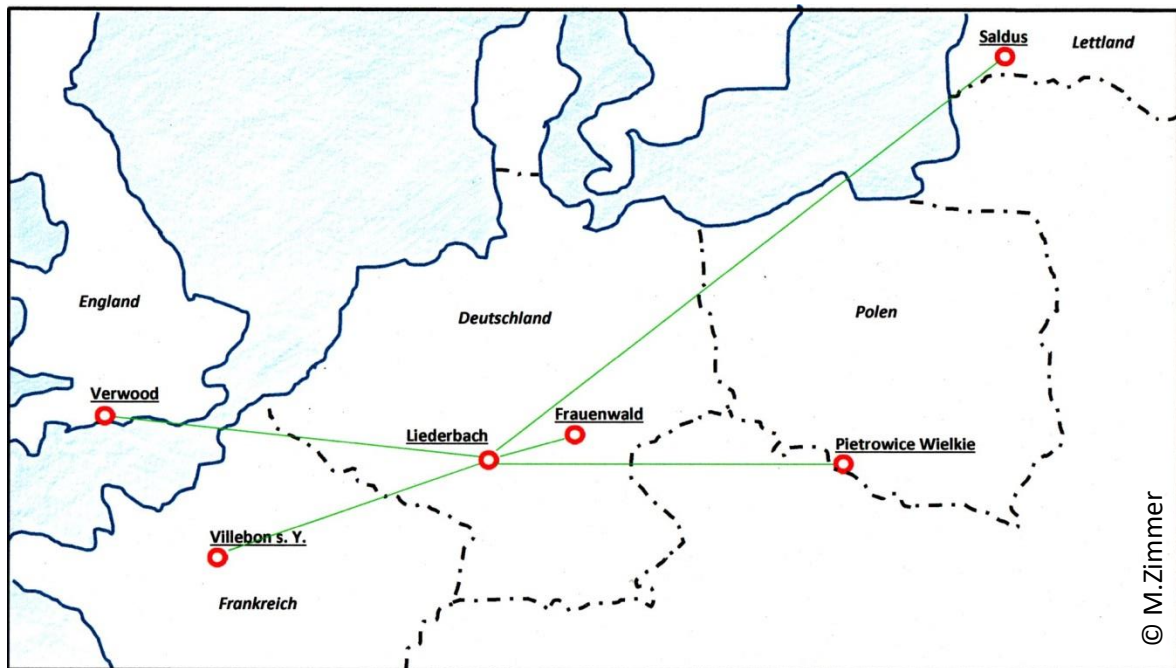 Saldus
Lettland
England
Deutschland
Polen
Verwood
Frauenwald
Liederbach
Pietrowice Wielkie
Villebon s. Y.
Frankreich
© M.Zimmer